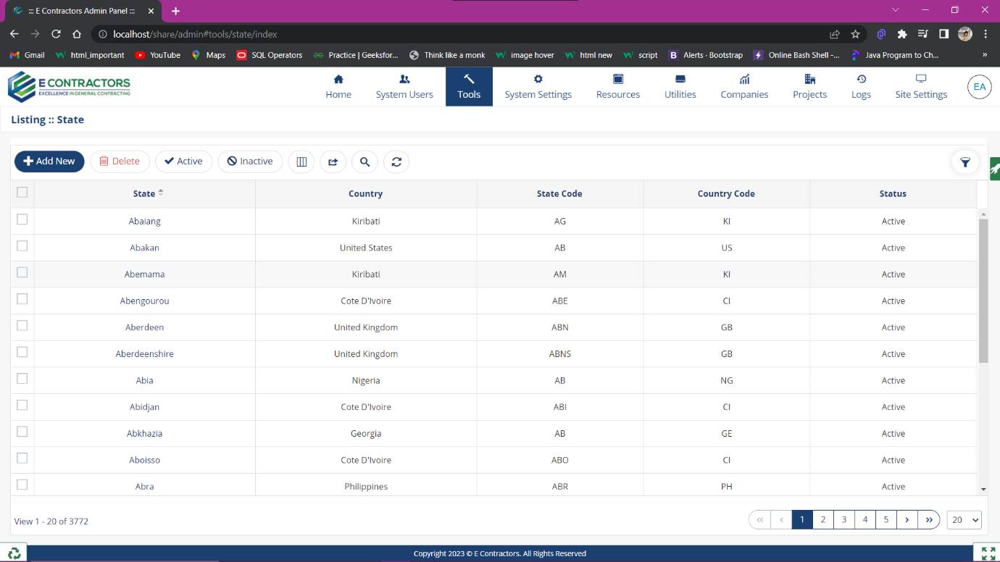 ::: E Contractors Admin Panel :::
localhost/share/admin#tools/state/index
Gmail html_important YouTube Maps SQL Operators Practice | Geeksfor... Think like a monk image hover html new script Alerts · Bootstrap Online Bash Shell -... Java Program to Ch... »
E CONTRACTORS
EXCELLENCE IN GENERAL CONTRACTING
Home System Users Tools System Settings Resources Utilities Companies Projects Logs Site Settings EA
Listing :: State
Add New Delete Active Inactive
State Country State Code Country Code Status
Abaiang Kiribati AG KI Active
Abakan United States AB US Active
Abemama Kiribati AM KI Active
Abengourou Cote D'Ivoire ABE CI Active
Aberdeen United Kingdom ABN GB Active
Aberdeenshire United Kingdom ABNS GB Active
Abia Nigeria AB NG Active
Abidjan Cote D'Ivoire ABI CI Active
Abkhazia Georgia AB GE Active
Aboisso Cote D'Ivoire ABO CI Active
Abra Philippines ABR PH Active
View 1 - 20 of 3772 1 2 3 4 5 20
Copyright 2023 © E Contractors. All Rights Reserved